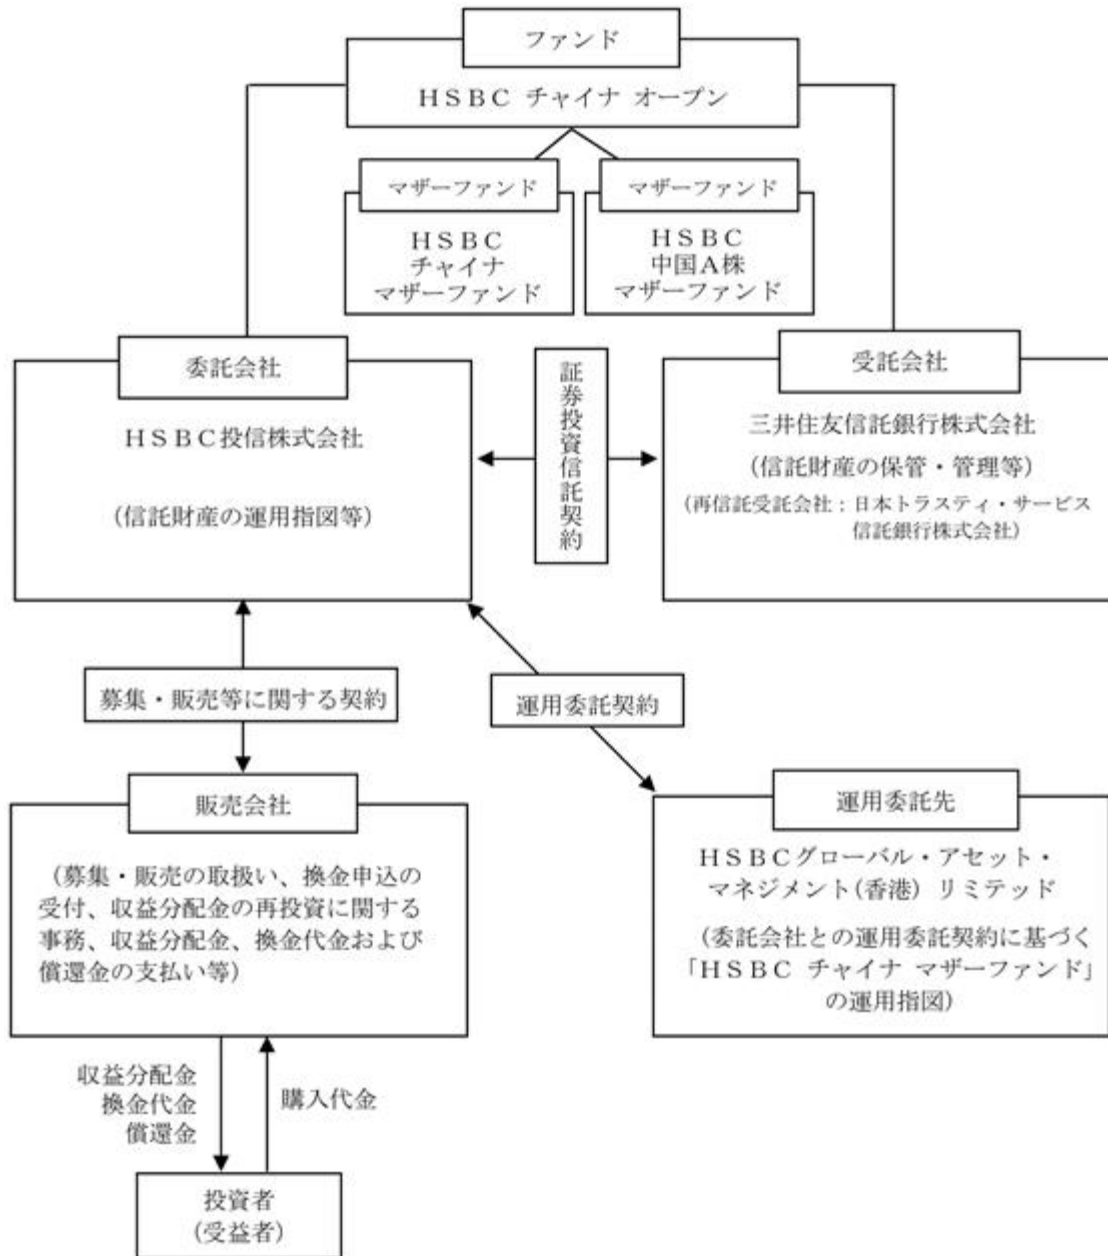 ファンド
ＨＳＢＣ チャイナ オープン
マザーファンド
ＨＳＢＣ
チャイナ
マザーファンド
マザーファンド
ＨＳＢＣ
中国Ａ株
マザーファンド
委託会社
ＨＳＢＣ投信株式会社
（信託財産の運用指図等）
証券投資信託契約
受託会社
三井住友信託銀行株式会社
（信託財産の保管・管理等）
（再信託受託会社：日本トラスティ・サービス
信託銀行株式会社）
募集・販売等に関する契約
運用委託契約
販売会社
（募集・販売の取扱い、換金申込の
受付、収益分配金の再投資に関する
事務、収益分配金、換金代金および
償還金の支払い等）
運用委託先
ＨＳＢＣグローバル・アセット・
マネジメント(香港) リミテッド
（委託会社との運用委託契約に基づく
「ＨＳＢＣ チャイナ マザーファンド」
の運用指図）
収益分配金
換金代金
償還金
購入代金
投資者
（受益者）